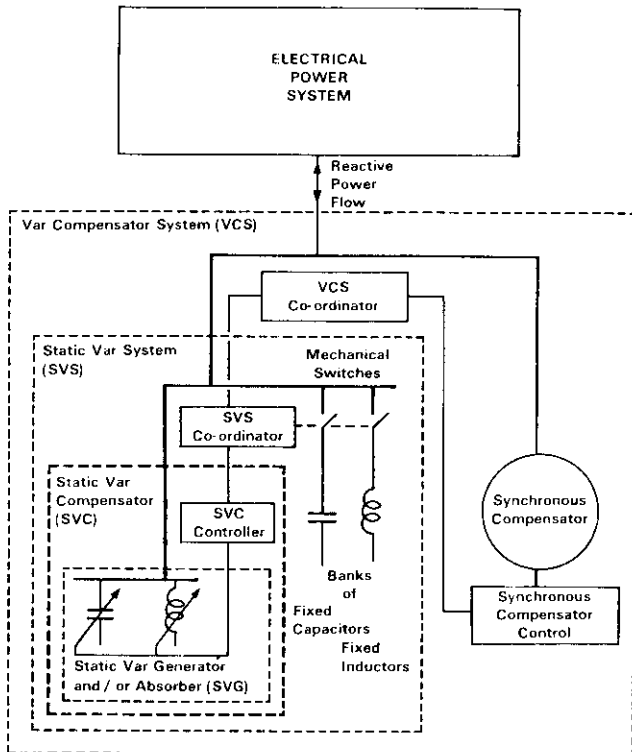 ELECTRICAL
POWER
SYSTEM
Reactive
Power
Flow
Var Compensator System (VCS)
VCS
Co-ordinator
Static Var System
(SVS)
Mechanical
Switches
SVS
Co-ordinator
Static Var
Compensator
(SVC)
SVC
Controller
Synchronous
Compensator
Banks
of
Fixed
Capacitors
Fixed
Inductors
Synchronous
Compensator
Control
Static Var Generator
and / or Absorber (SVG)